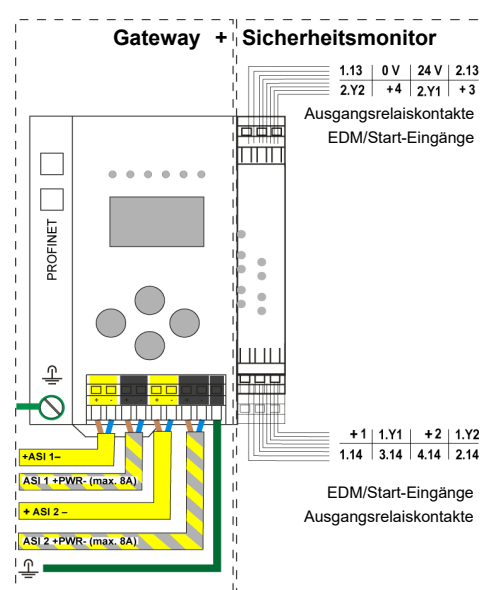 Gateway + Sicherheitsmonitor
1.13 0 V 24 V 2.13
2.Y2 +4 2.Y1 +3
Ausgangsrelaiskontakte
EDM/Start-Eingänge
PROFINET
+ - + - + - + -
+ASI 1–
ASI 1 +PWR- (max. 8A)
+ ASI 2 –
ASI 2 +PWR- (max. 8A)
+1 1.Y1 +2 1.Y2
1.14 3.14 4.14 2.14
EDM/Start-Eingänge
Ausgangsrelaiskontakte